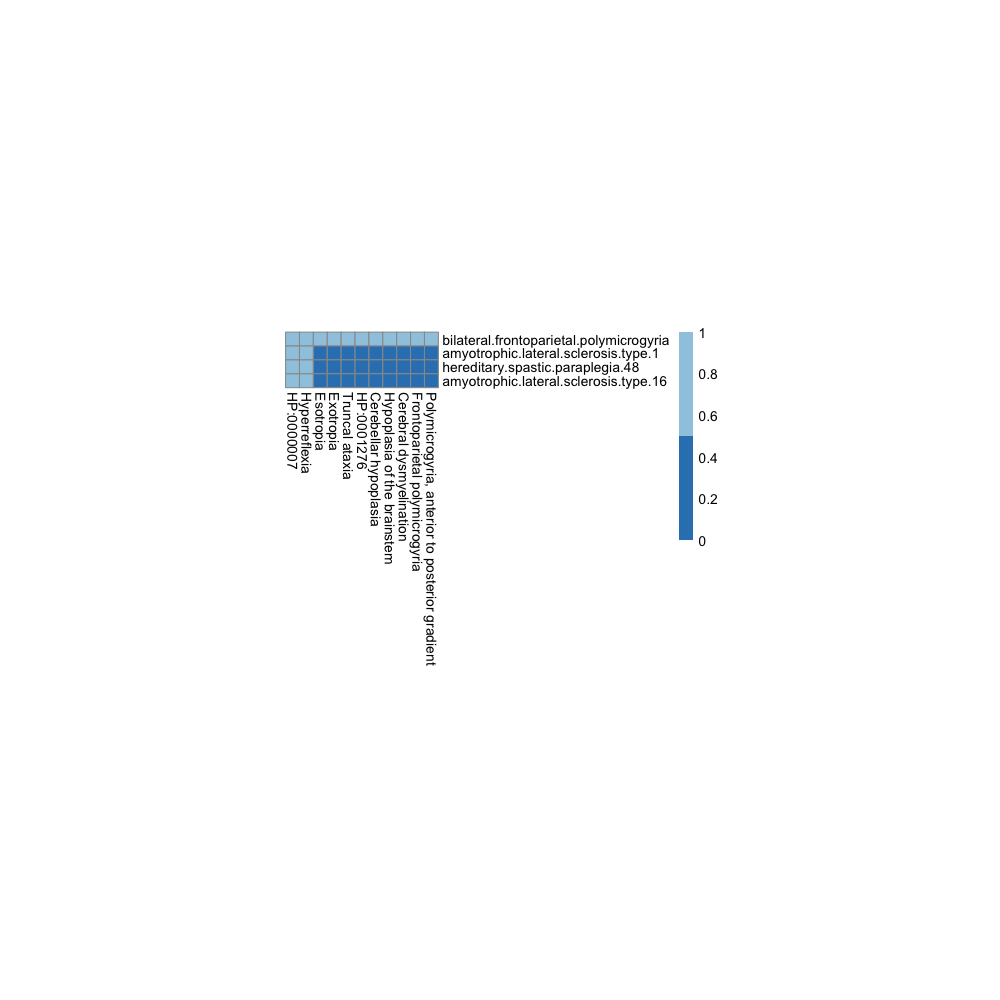 bilateral.frontoparietal.polymicrogyria
amyotrophic.lateral.sclerosis.type.1
hereditary.spastic.paraplegia.48
amyotrophic.lateral.sclerosis.type.16
1
0.8
0.6
0.4
0.2
0
HP:0000007
Hyperreflexia
Esotropia
Exotropia
Truncal ataxia
HP:0001276
Cerebellar hypoplasia
Hypoplasia of the brainstem
Cerebral dysmyelination
Frontoparietal polymicrogyria
Polymicrogyria, anterior to posterior gradient